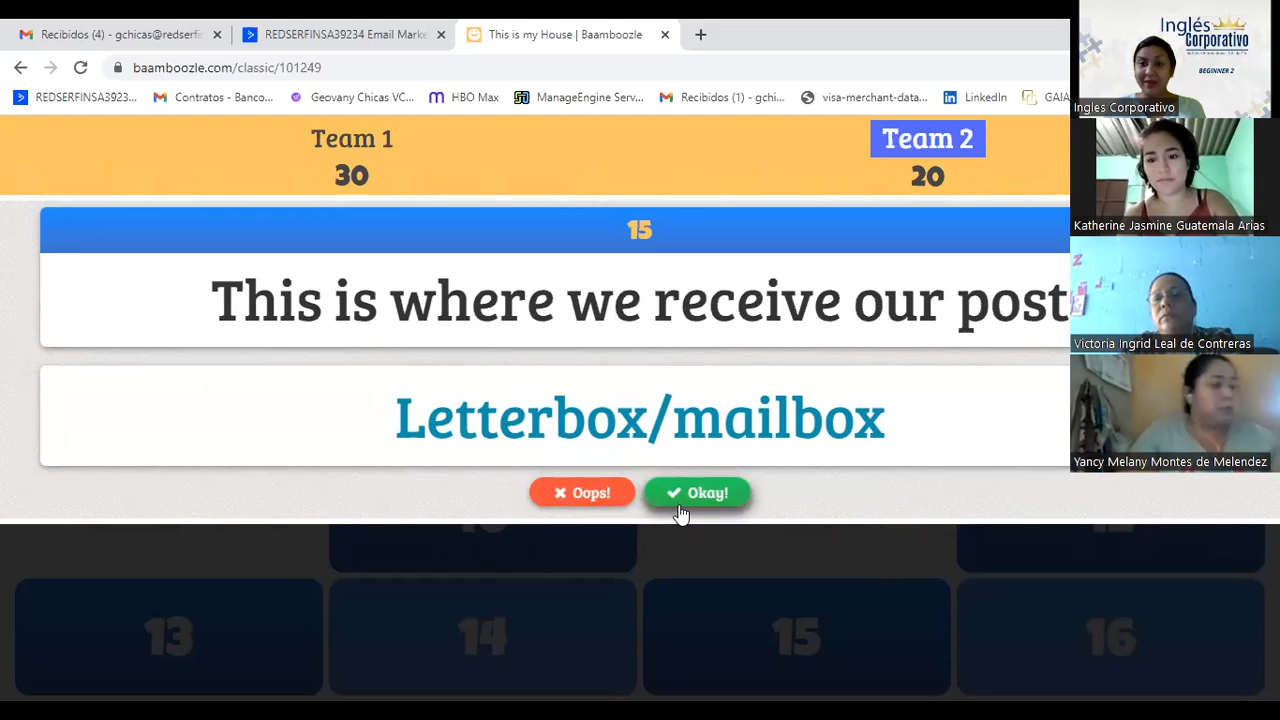 Recibidos (4) - gchicas@redserfi
REDSERFINSA39234 Email Marke
This is my House | Baamboozle
baamboozle.com/classic/101249
REDSERFINSA3923...
Contratos - Banco...
Geovany Chicas VC...
HBO Max
ManageEngine Serv...
Recibidos (1) - gchi...
visa-merchant-data...
LinkedIn
GAIA
Team 1
Team 2
30
20
15
This is where we receive our post
Letterbox/mailbox
Oops!
Okay!
13
14
15
16
Inglés
Corporativo
BEGINNER 2
Ingles Corporativo
Katherine Jasmine Guatemala Arias
Victoria Ingrid Leal de Contreras
Yancy Melany Montes de Melendez